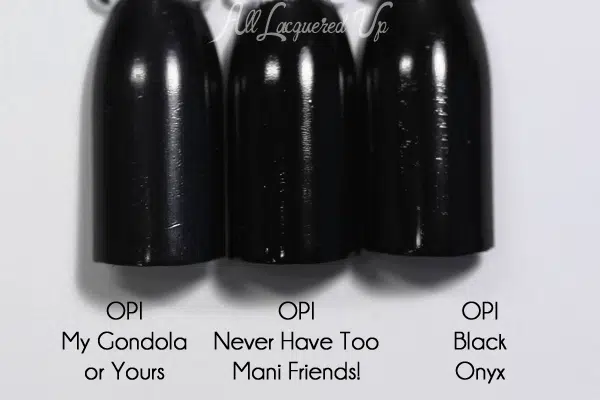 All Lacquered Up
OPI
My Gondola
or Yours
OPI
Never Have Too
Mani Friends!
OPI
Black
Onyx